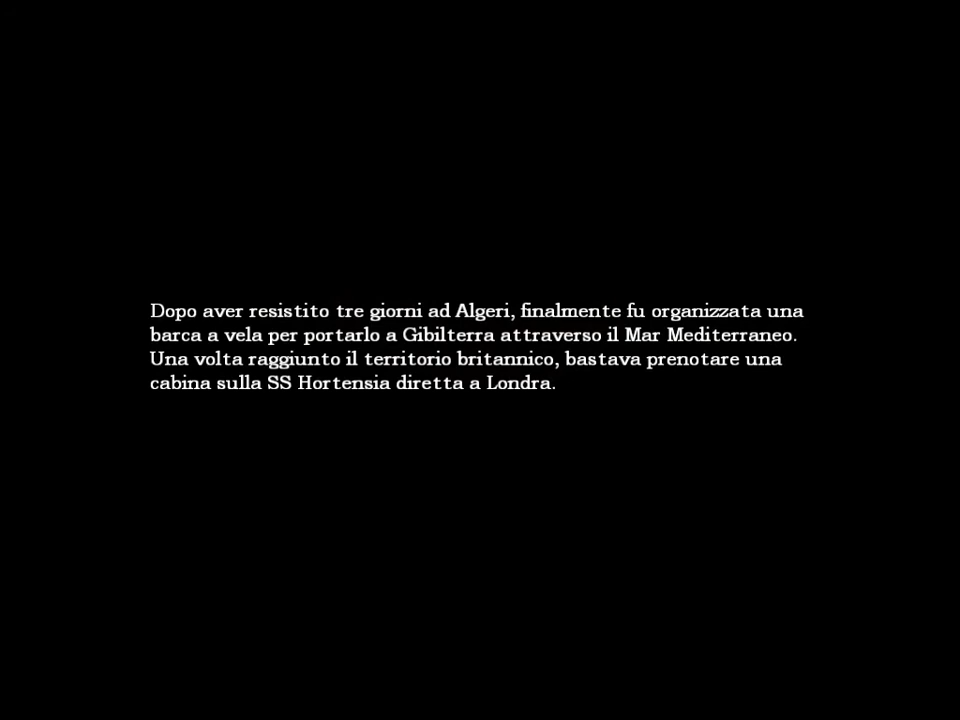 Dopo aver resistito tre giorni ad Algeri, finalmente fu organizzata una
barca a vela per portarlo a Gibilterra attraverso il Mar Mediterraneo.
Una volta raggiunto il territorio britannico, bastava prenotare una
cabina sulla SS Hortensia diretta a Londra.